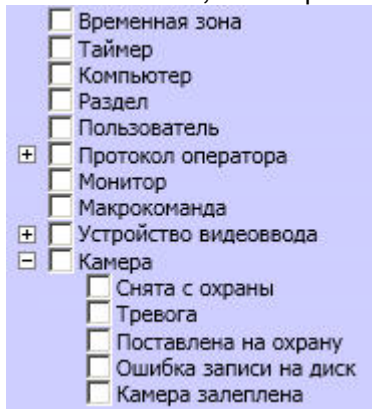 Временная зона
Таймер
Компьютер
Раздел
Пользователь
Протокол оператора
Монитор
Макрокоманда
Устройство видеоввода
Камера
Снята с охраны
Тревога
Поставлена на охрану
Ошибка записи на диск
Камера залеплена